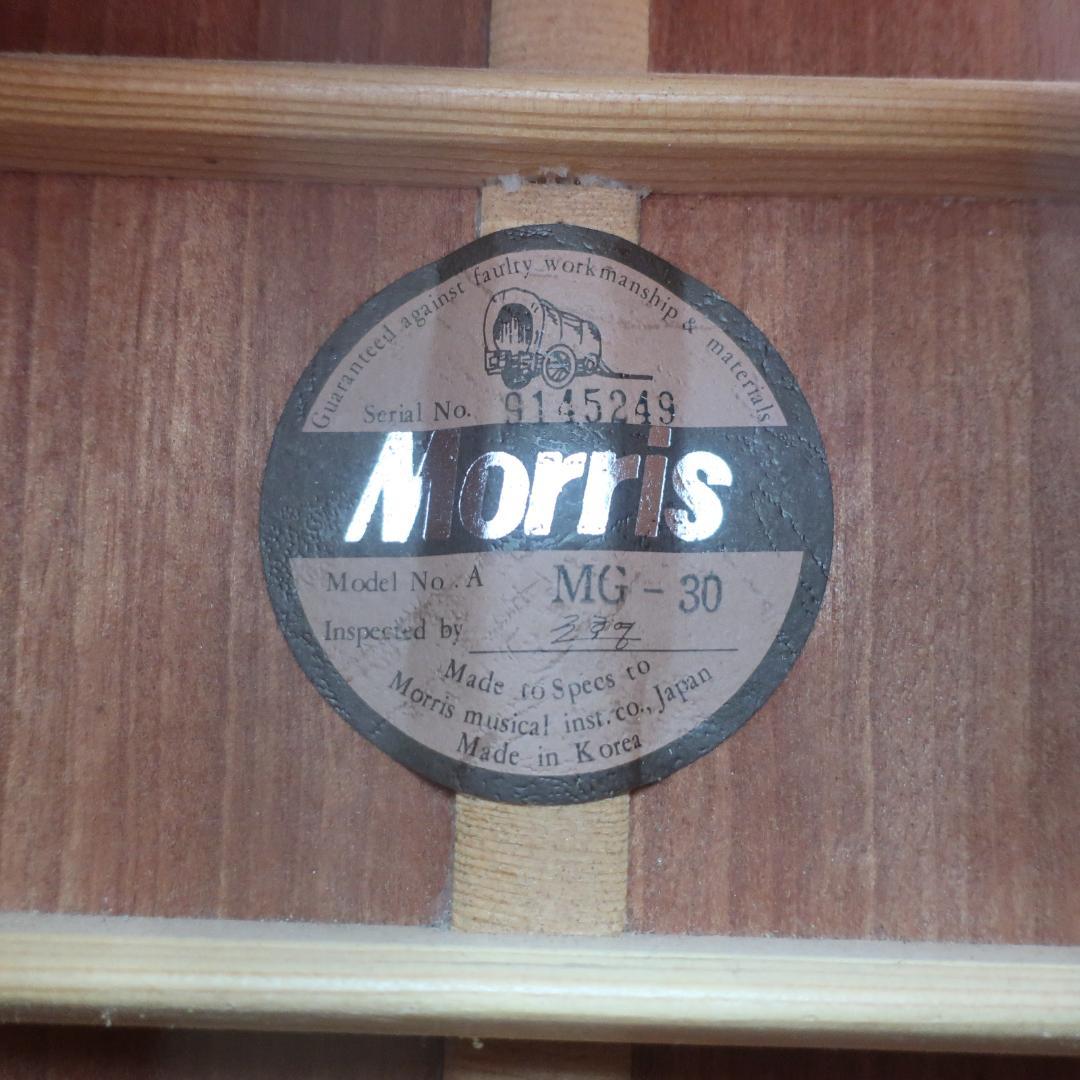 Guaranteed against faulty workmanship & materials
Serial No. 9145249
Morris
Model No. A MG-30
Inspected by
Made to Specs to
Morris musical inst. co., Japan
Made in Korea